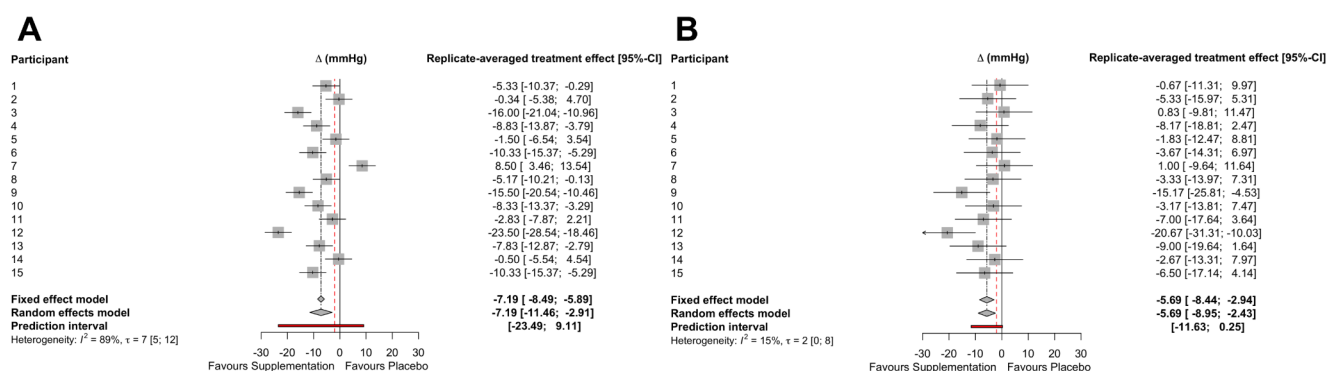 A
Participant Δ (mmHg) Replicate-averaged treatment effect [95%-CI]
1 -5.33 [-10.37; -0.29]
2 -0.34 [ -5.38; 4.70]
3 -16.00 [-21.04; -10.96]
4 -8.83 [-13.87; -3.79]
5 -1.50 [ -6.54; 3.54]
6 -10.33 [-15.37; -5.29]
7 8.50 [ 3.46; 13.54]
8 -5.17 [-10.21; -0.13]
9 -15.50 [-20.54; -10.46]
10 -8.33 [-13.37; -3.29]
11 -2.83 [ -7.87; 2.21]
12 -23.50 [-28.54; -18.46]
13 -7.83 [-12.87; -2.79]
14 -0.50 [ -5.54; 4.54]
15 -10.33 [-15.37; -5.29]
Fixed effect model -7.19 [ -8.49; -5.89]
Random effects model -7.19 [-11.46; -2.91]
Prediction interval [-23.49; 9.11]
Heterogeneity: I² = 89%, τ = 7 [5; 12]
-30 -20 -10 0 10 20 30
Favours Supplementation Favours Placebo
B
Participant Δ (mmHg) Replicate-averaged treatment effect [95%-CI]
1 -0.67 [-11.31; 9.97]
2 -5.33 [-15.97; 5.31]
3 0.83 [ -9.81; 11.47]
4 -8.17 [-18.81; 2.47]
5 -1.83 [-12.47; 8.81]
6 -3.67 [-14.31; 6.97]
7 1.00 [ -9.64; 11.64]
8 -3.33 [-13.97; 7.31]
9 -15.17 [-25.81; -4.53]
10 -3.17 [-13.81; 7.47]
11 -7.00 [-17.64; 3.64]
12 -20.67 [-31.31; -10.03]
13 -9.00 [-19.64; 1.64]
14 -2.67 [-13.31; 7.97]
15 -6.50 [-17.14; 4.14]
Fixed effect model -5.69 [ -8.44; -2.94]
Random effects model -5.69 [ -8.95; -2.43]
Prediction interval [-11.63; 0.25]
Heterogeneity: I² = 15%, τ = 2 [0; 8]
-30 -20 -10 0 10 20 30
Favours Supplementation Favours Placebo